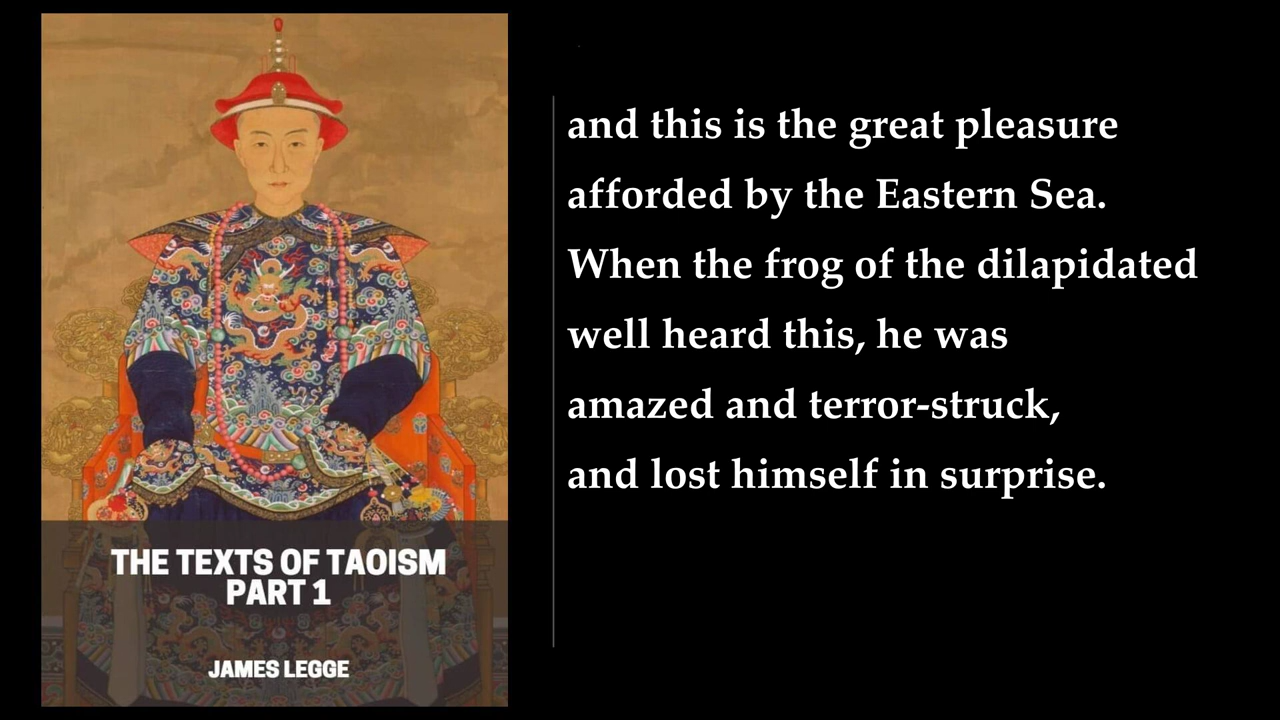 THE TEXTS OF TAOISM
PART 1
JAMES LEGGE
and this is the great pleasure
afforded by the Eastern Sea.
When the frog of the dilapidated
well heard this, he was
amazed and terror-struck,
and lost himself in surprise.